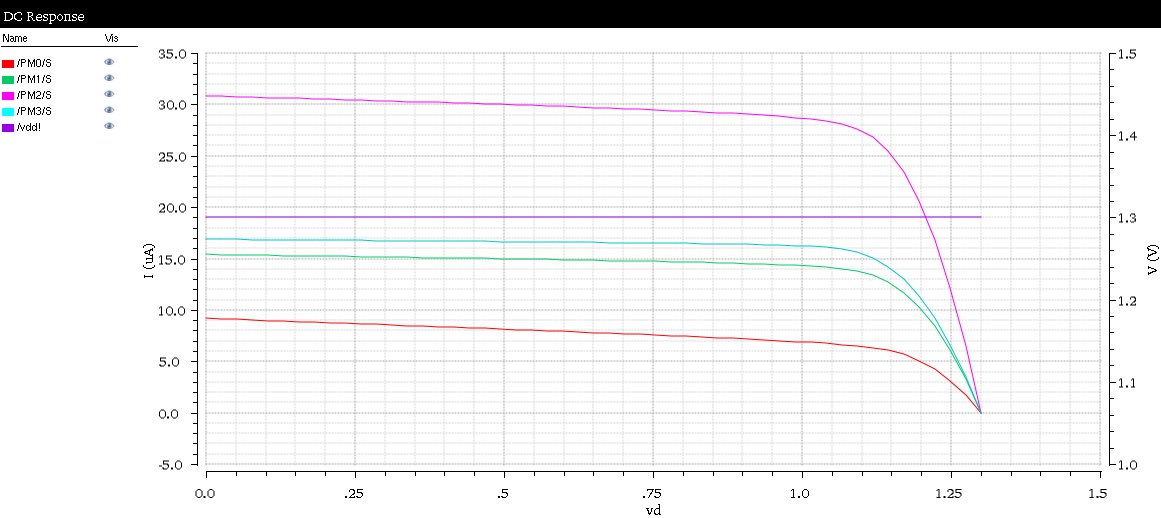 DC Response
Name Vis
/PM0/S
/PM1/S
/PM2/S
/PM3/S
/vdd!
35.0
30.0
25.0
20.0
15.0
10.0
5.0
0.0
-5.0
I (uA)
1.5
1.4
1.3
1.2
1.1
1.0
V (V)
0.0 .25 .5 .75 1.0 1.25 1.5
vd